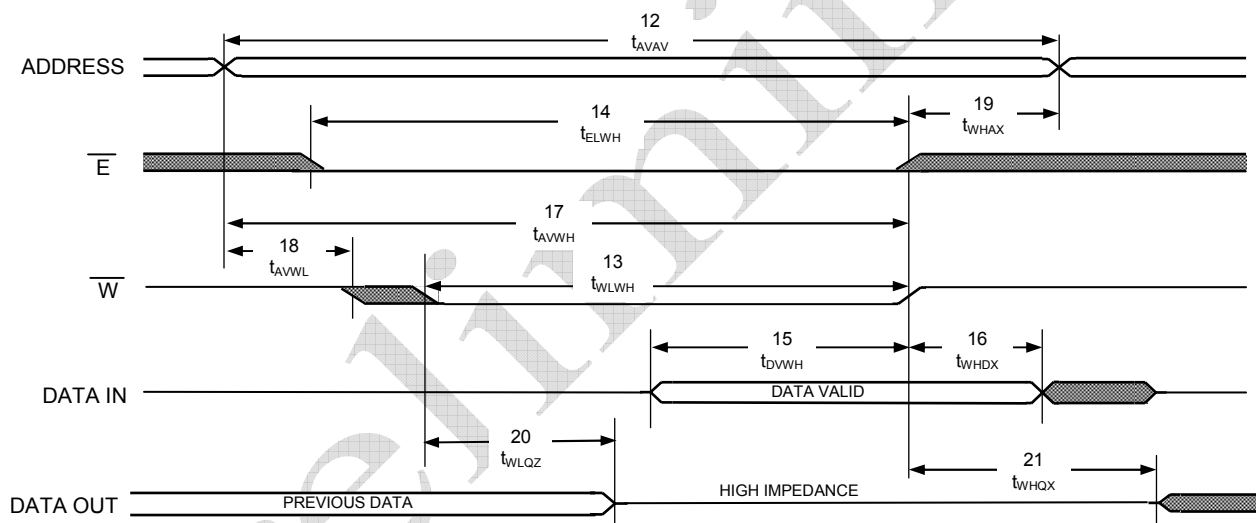 12
tAVAV
ADDRESS
14
tELWH
19
tWHAX
E
17
tAVWH
18
tAVWL
13
tWLWH
W
15
tDVWH
16
tWHDX
DATA IN
DATA VALID
20
tWLQZ
21
tWHQX
DATA OUT
PREVIOUS DATA
HIGH IMPEDANCE